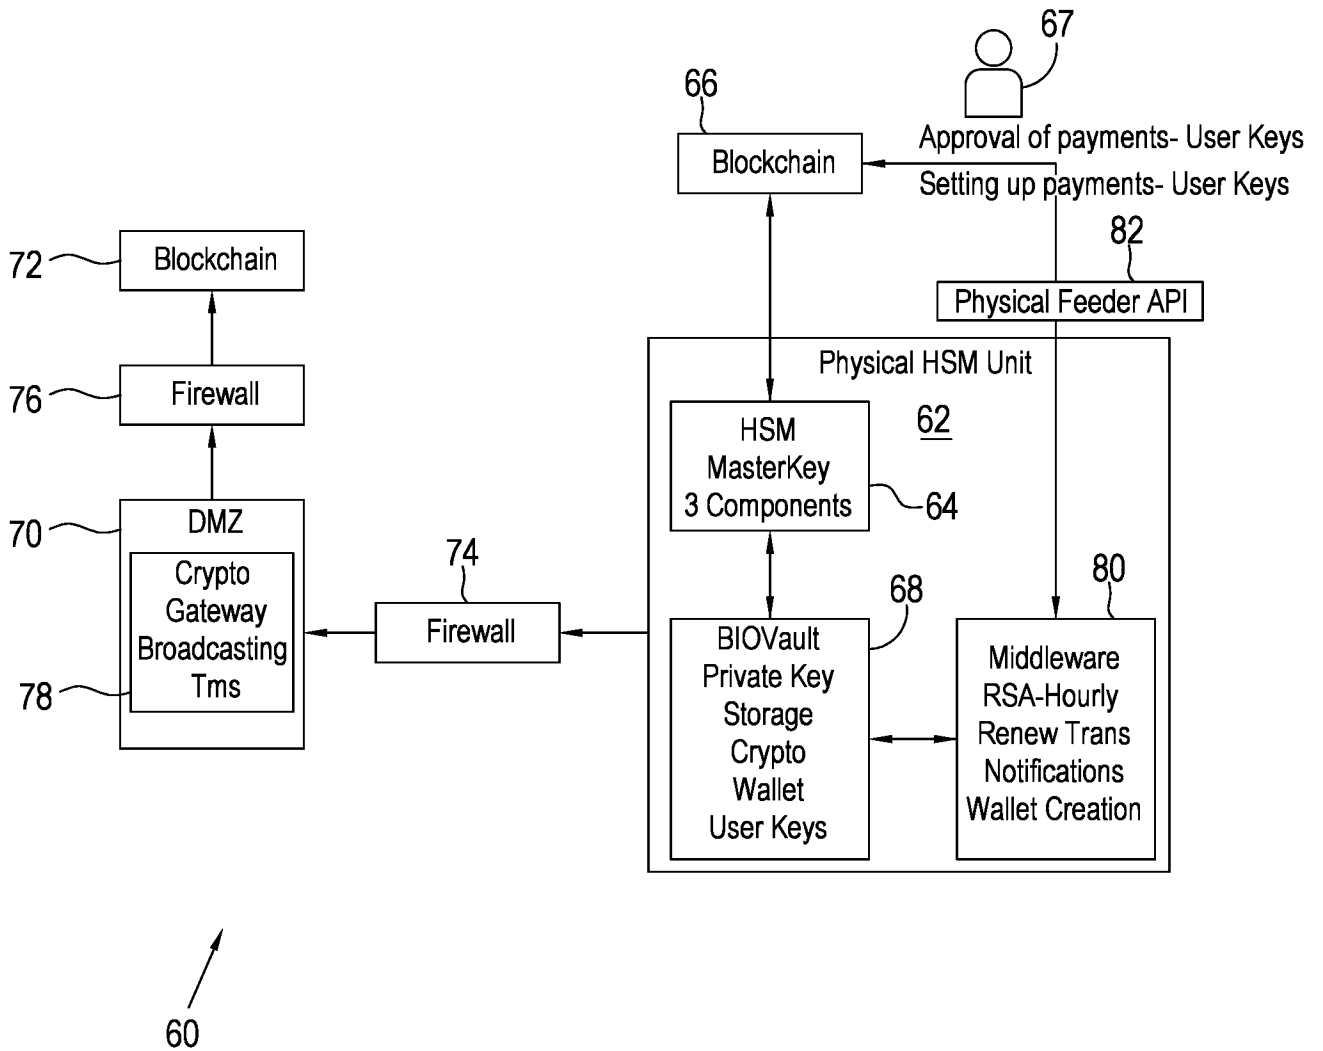 67
66
Approval of payments- User Keys
Blockchain
Setting up payments- User Keys
82
72
Blockchain
Physical Feeder API
Physical HSM Unit
76
Firewall
62
HSM
MasterKey
3 Components
64
70
DMZ
Crypto
Gateway
Broadcasting
Tms
78
74
Firewall
68
BIOVault
Private Key
Storage
Crypto
Wallet
User Keys
80
Middleware
RSA-Hourly
Renew Trans
Notifications
Wallet Creation
60